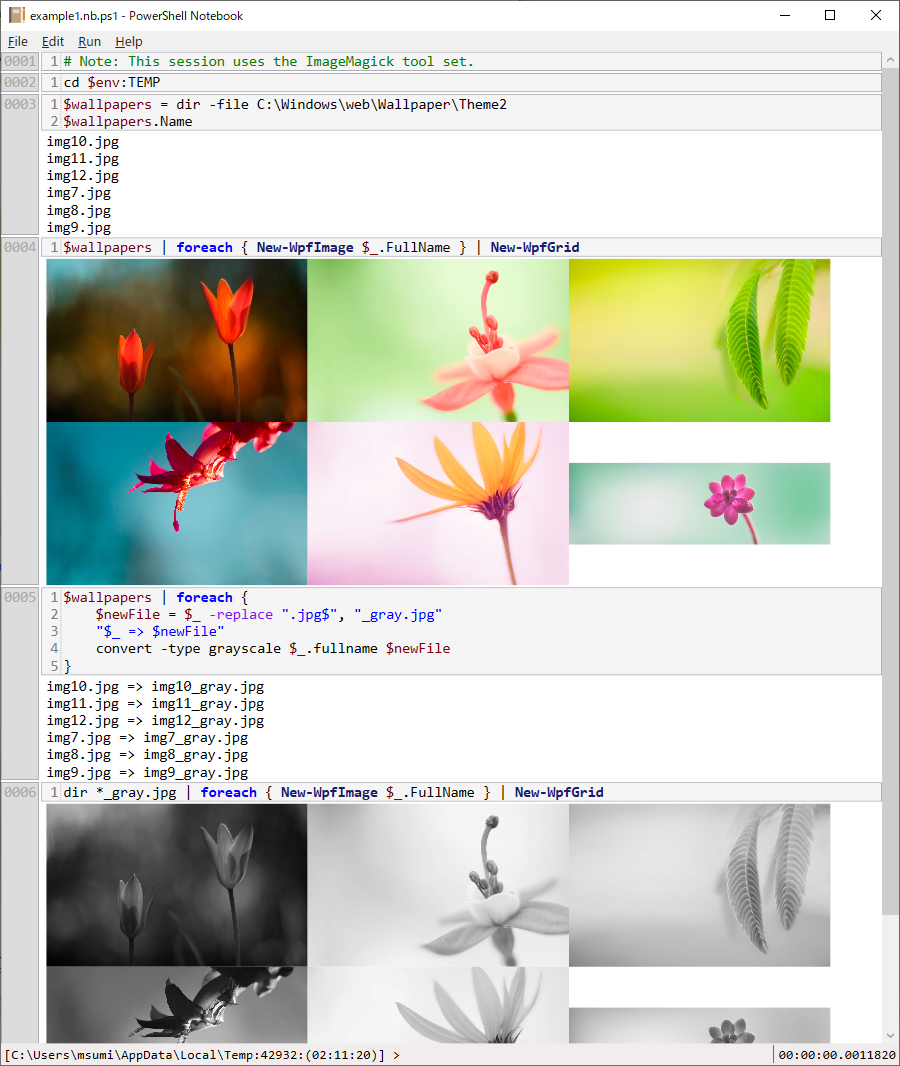 example1.nb.ps1 - PowerShell Notebook
File Edit Run Help
0001 1 # Note: This session uses the ImageMagick tool set.
0002 1 cd $env:TEMP
0003 1 $wallpapers = dir -file C:\Windows\web\Wallpaper\Theme2
2 $wallpapers.Name
img10.jpg
img11.jpg
img12.jpg
img7.jpg
img8.jpg
img9.jpg
0004 1 $wallpapers | foreach { New-WpfImage $_.FullName } | New-WpfGrid
0005 1 $wallpapers | foreach {
2     $newFile = $_ -replace ".jpg$", "_gray.jpg"
3     "$_ => $newFile"
4     convert -type grayscale $_.fullname $newFile
5 }
img10.jpg => img10_gray.jpg
img11.jpg => img11_gray.jpg
img12.jpg => img12_gray.jpg
img7.jpg => img7_gray.jpg
img8.jpg => img8_gray.jpg
img9.jpg => img9_gray.jpg
0006 1 dir *_gray.jpg | foreach { New-WpfImage $_.FullName } | New-WpfGrid
[C:\Users\msumi\AppData\Local\Temp:42932:(02:11:20)] > 00:00:00.0011820